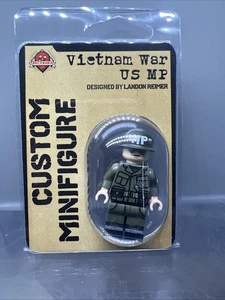 Vietnam War
US MP
DESIGNED BY LANDON REIMER
CUSTOM
MINIFIGURE
MP